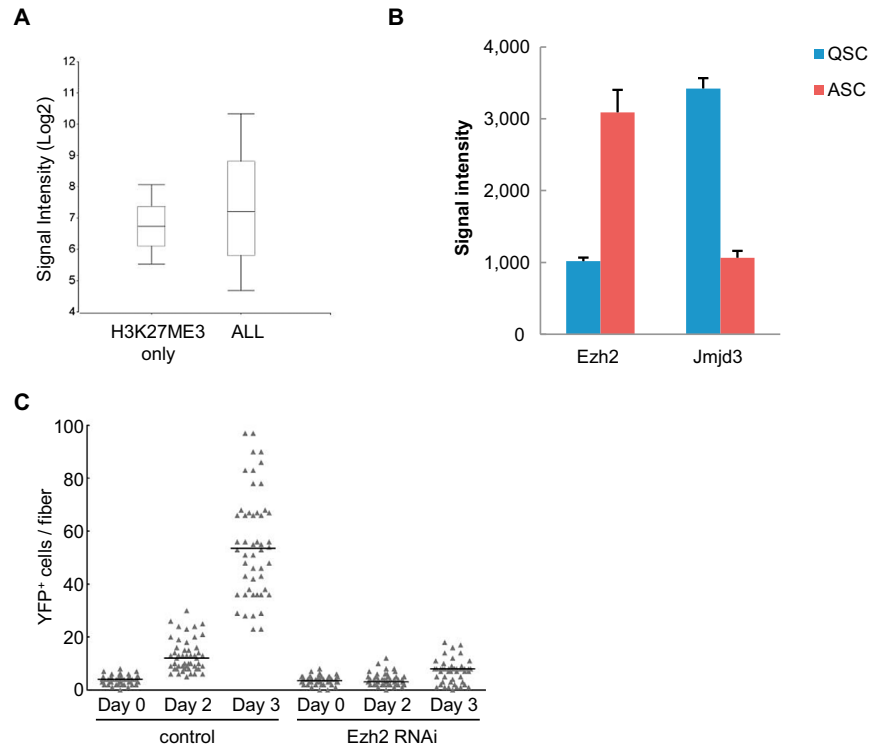 A
Signal Intensity (Log2)
12
11
10
9
8
7
6
5
4
H3K27ME3
only
ALL
B
Signal intensity
4,000
3,000
2,000
1,000
0
Ezh2
Jmjd3
QSC
ASC
C
YFP⁺ cells / fiber
100
80
60
40
20
0
Day 0 Day 2 Day 3 Day 0 Day 2 Day 3
control Ezh2 RNAi